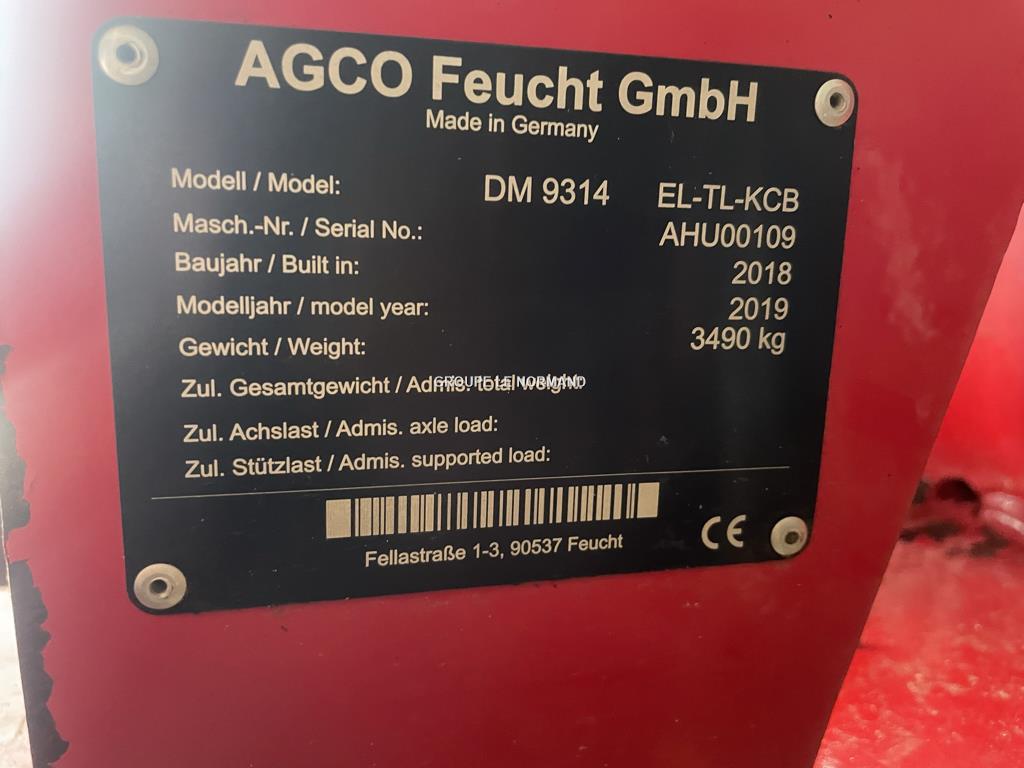 AGCO Feucht GmbH
Made in Germany
Modell / Model: DM 9314 EL-TL-KCB
Masch.-Nr. / Serial No.: AHU00109
Baujahr / Built in: 2018
Modelljahr / model year: 2019
Gewicht / Weight: 3490 kg
Zul. Gesamtgewicht / Admis. total weight:
GROUPE LE NORMAND
Zul. Achslast / Admis. axle load:
Zul. Stützlast / Admis. supported load:
CE
Fellastraße 1-3, 90537 Feucht